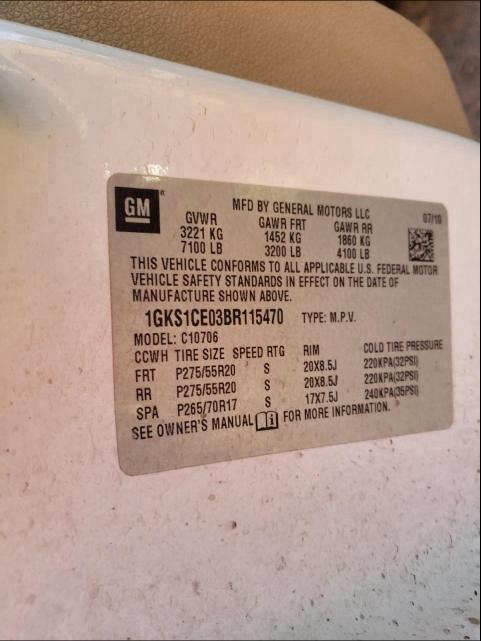 GM
MFD BY GENERAL MOTORS LLC 07/10
GVWR GAWR FRT GAWR RR
3221 KG 1452 KG 1860 KG
7100 LB 3200 LB 4100 LB
THIS VEHICLE CONFORMS TO ALL APPLICABLE U.S. FEDERAL MOTOR
VEHICLE SAFETY STANDARDS IN EFFECT ON THE DATE OF
MANUFACTURE SHOWN ABOVE.
1GKS1CE03BR115470 TYPE: M.P.V.
MODEL: C10706
CCWH TIRE SIZE SPEED RTG RIM COLD TIRE PRESSURE
FRT P275/55R20 S 20X8.5J 220KPA(32PSI)
RR P275/55R20 S 20X8.5J 220KPA(32PSI)
SPA P265/70R17 S 17X7.5J 240KPA(35PSI)
SEE OWNER'S MANUAL FOR MORE INFORMATION.